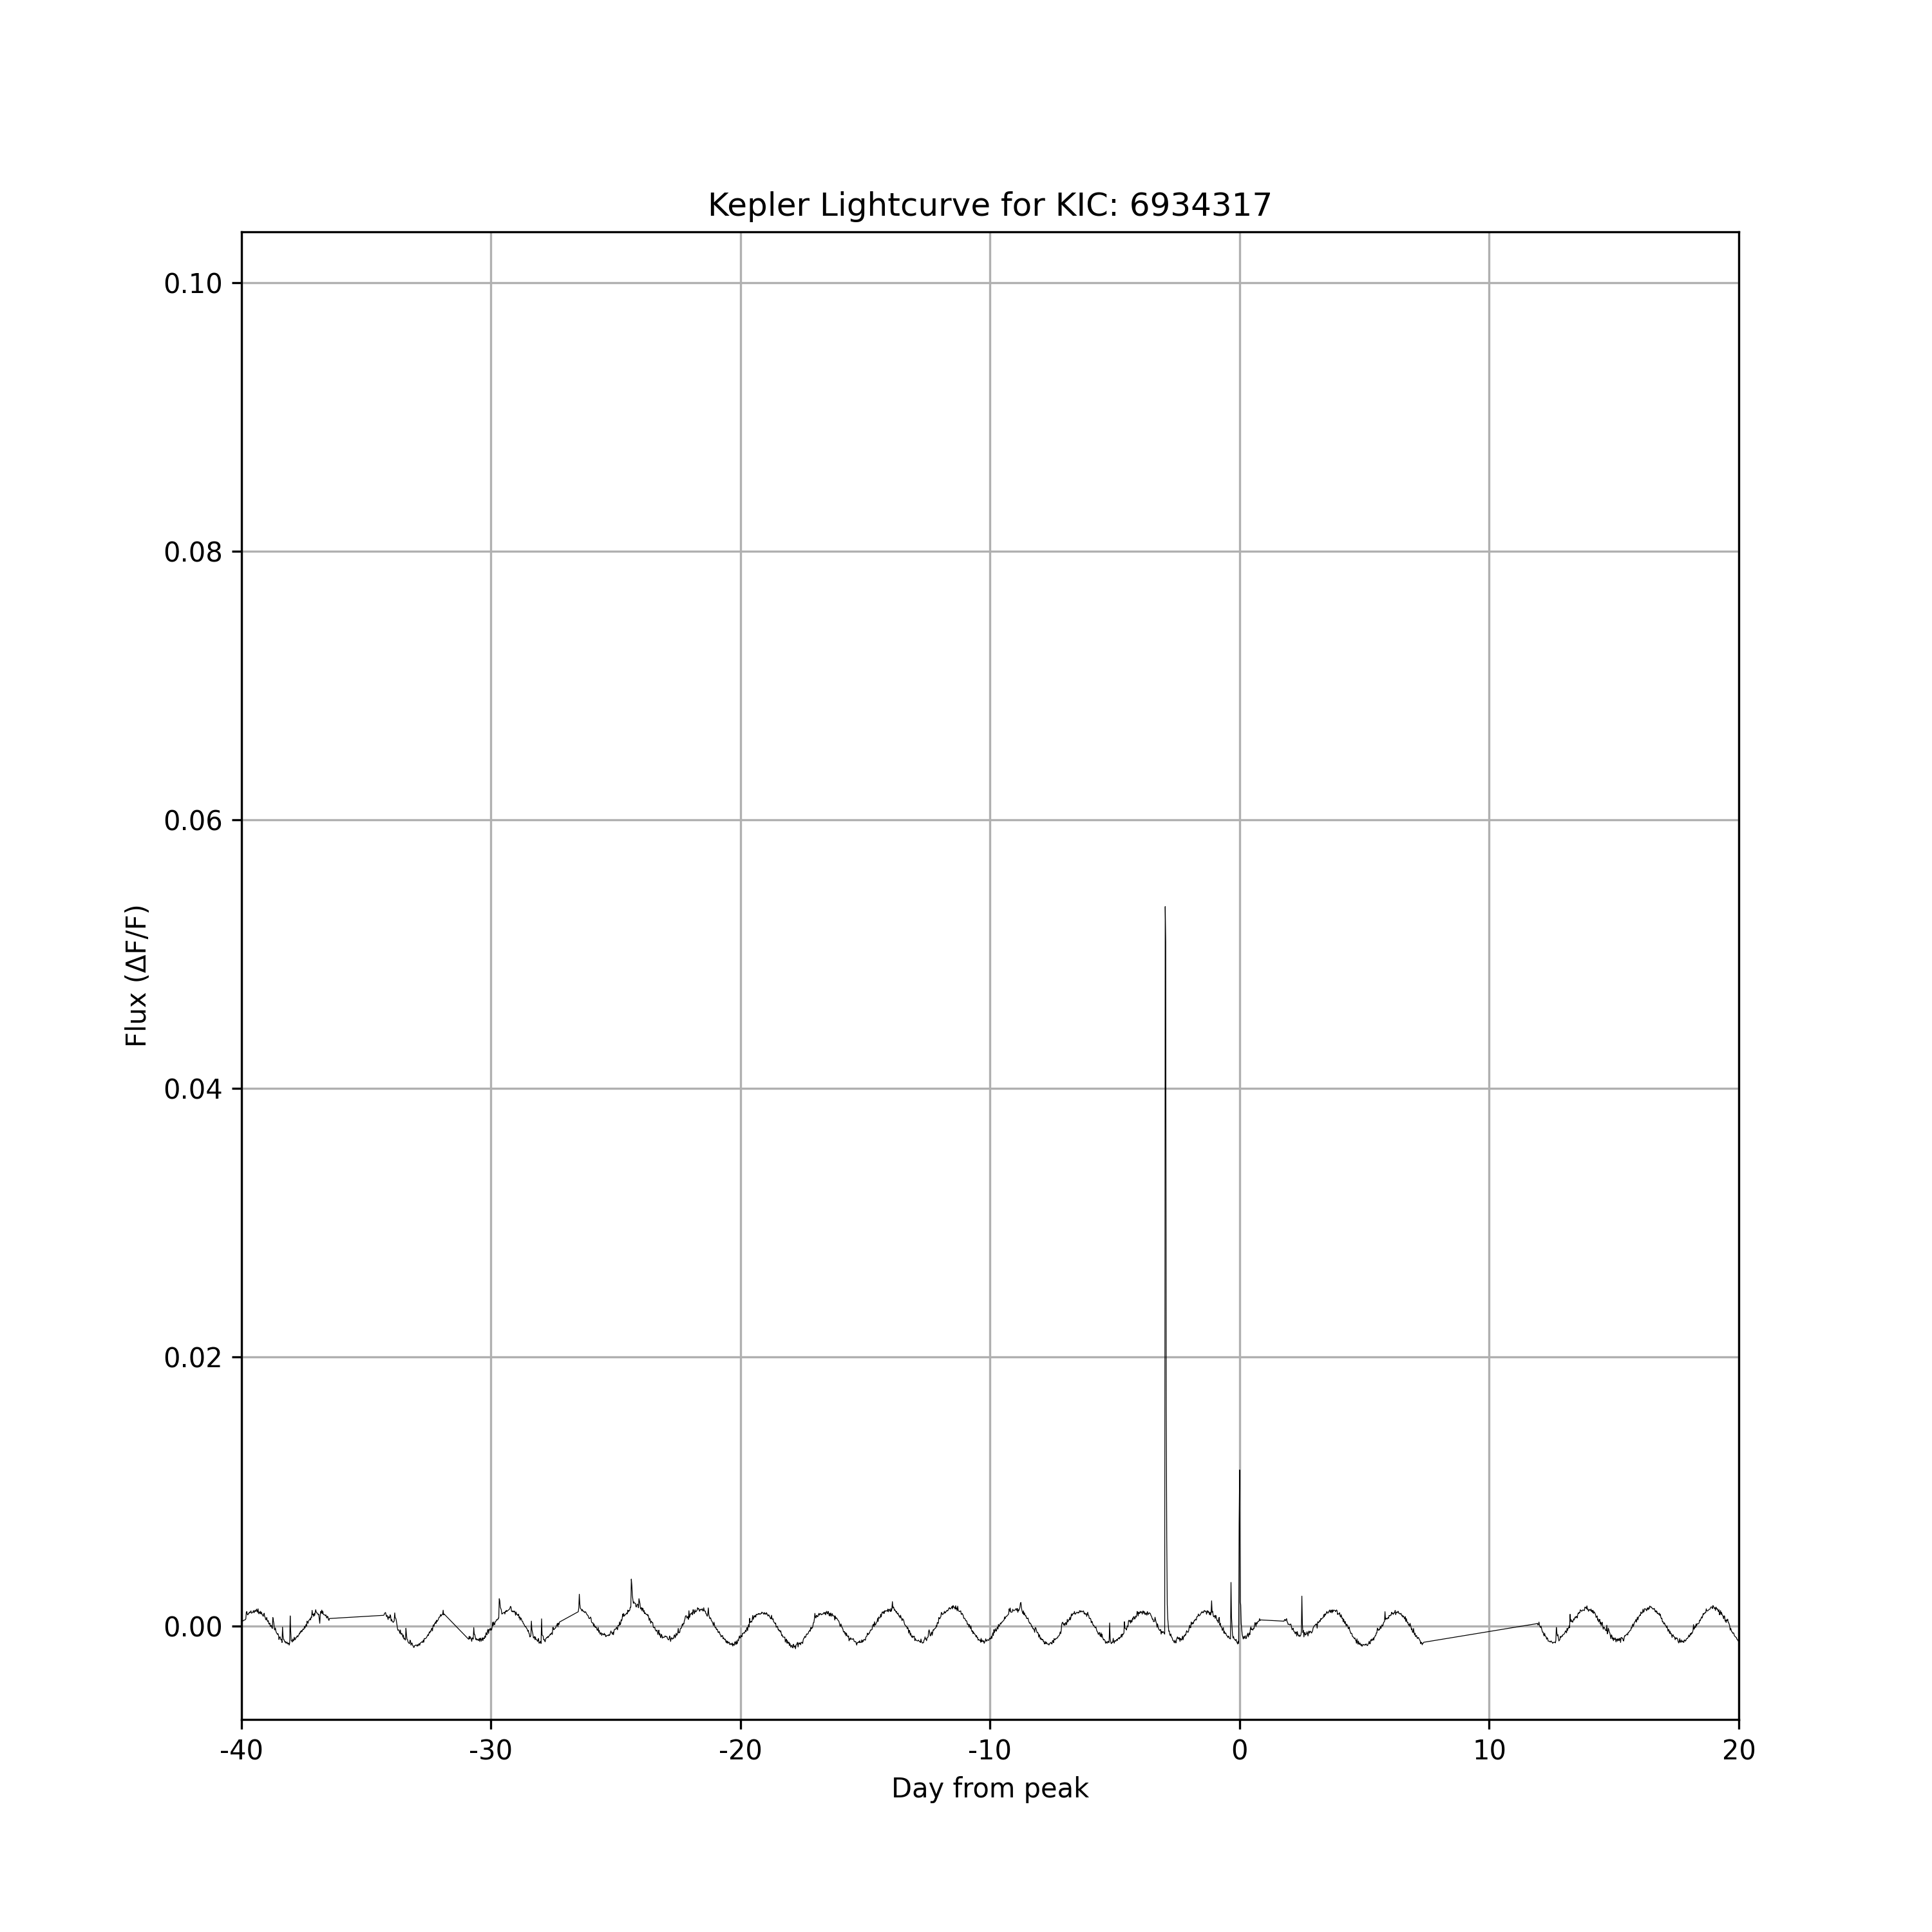 Kepler Lightcurve for KIC: 6934317
0.10
0.08
0.06
0.04
0.02
0.00
Flux (ΔF/F)
-40 -30 -20 -10 0 10 20
Day from peak